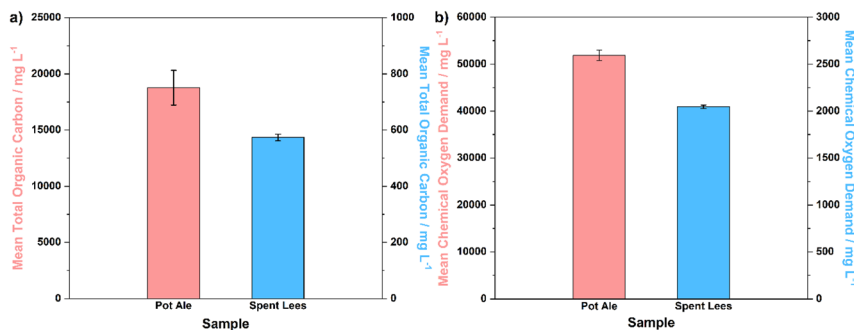 a)
Mean Total Organic Carbon / mg L-1
25000
20000
15000
10000
5000
0
1000
800
600
400
200
0
Mean Total Organic Carbon / mg L-1
Pot Ale
Spent Lees
Sample
b)
Mean Chemical Oxygen Demand / mg L-1
60000
50000
40000
30000
20000
10000
0
3000
2500
2000
1500
1000
500
0
Mean Chemical Oxygen Demand / mg L-1
Pot Ale
Spent Lees
Sample